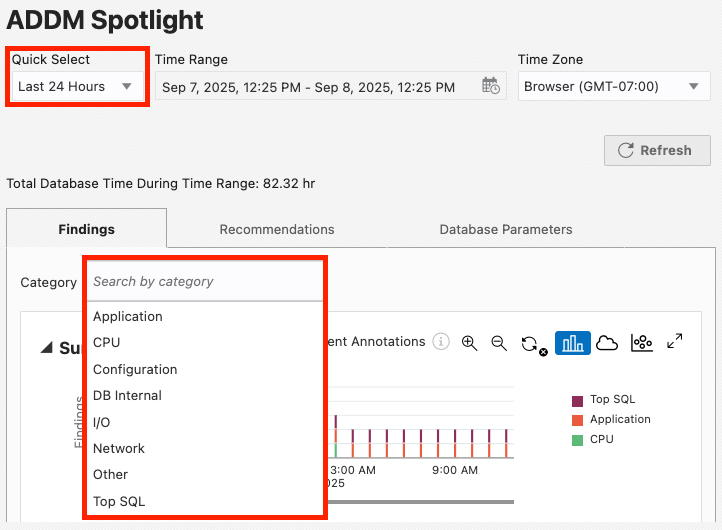 ADDM Spotlight
Quick Select
Time Range
Time Zone
Last 24 Hours
Sep 7, 2025, 12:25 PM - Sep 8, 2025, 12:25 PM
Browser (GMT-07:00)
Refresh
Total Database Time During Time Range: 82.32 hr
Findings
Recommendations
Database Parameters
Category
Search by category
Application
CPU
Configuration
DB Internal
I/O
Network
Other
Top SQL
Su
ent Annotations
Findings
Top SQL
Application
CPU
3:00 AM
9:00 AM
025